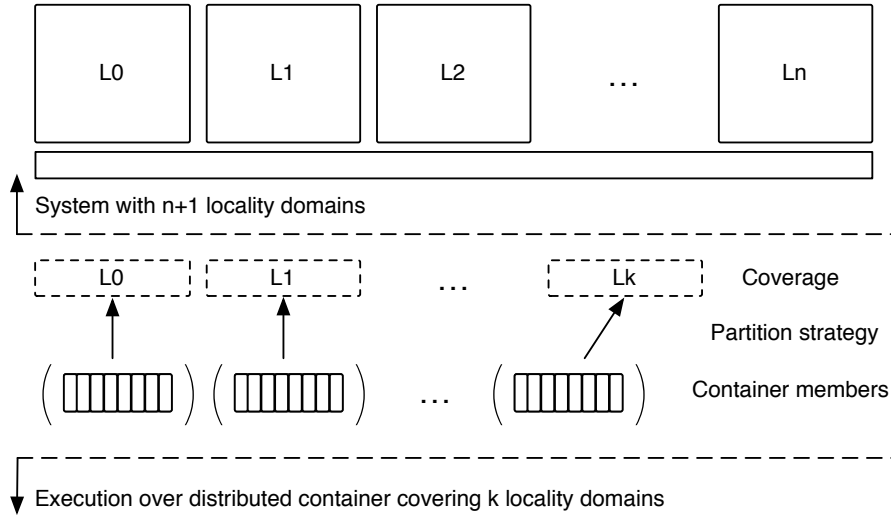 L0 L1 L2 ... Ln
System with n+1 locality domains
L0 L1 ... Lk Coverage
Partition strategy
... Container members
Execution over distributed container covering k locality domains